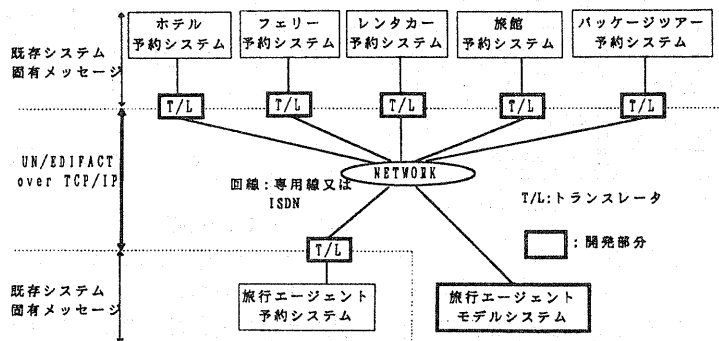 ホテル
予約システム
フェリー
予約システム
レンタカー
予約システム
旅館
予約システム
パッケージツアー
予約システム
既存システム
固有メッセージ
T/L
T/L
T/L
T/L
T/L
UN/EDIFACT
over TCP/IP
NETWORK
回線:専用線又は
ISDN
T/L:トランスレータ
:開発部分
T/L
既存システム
固有メッセージ
旅行エージェント
予約システム
旅行エージェント
モデルシステム